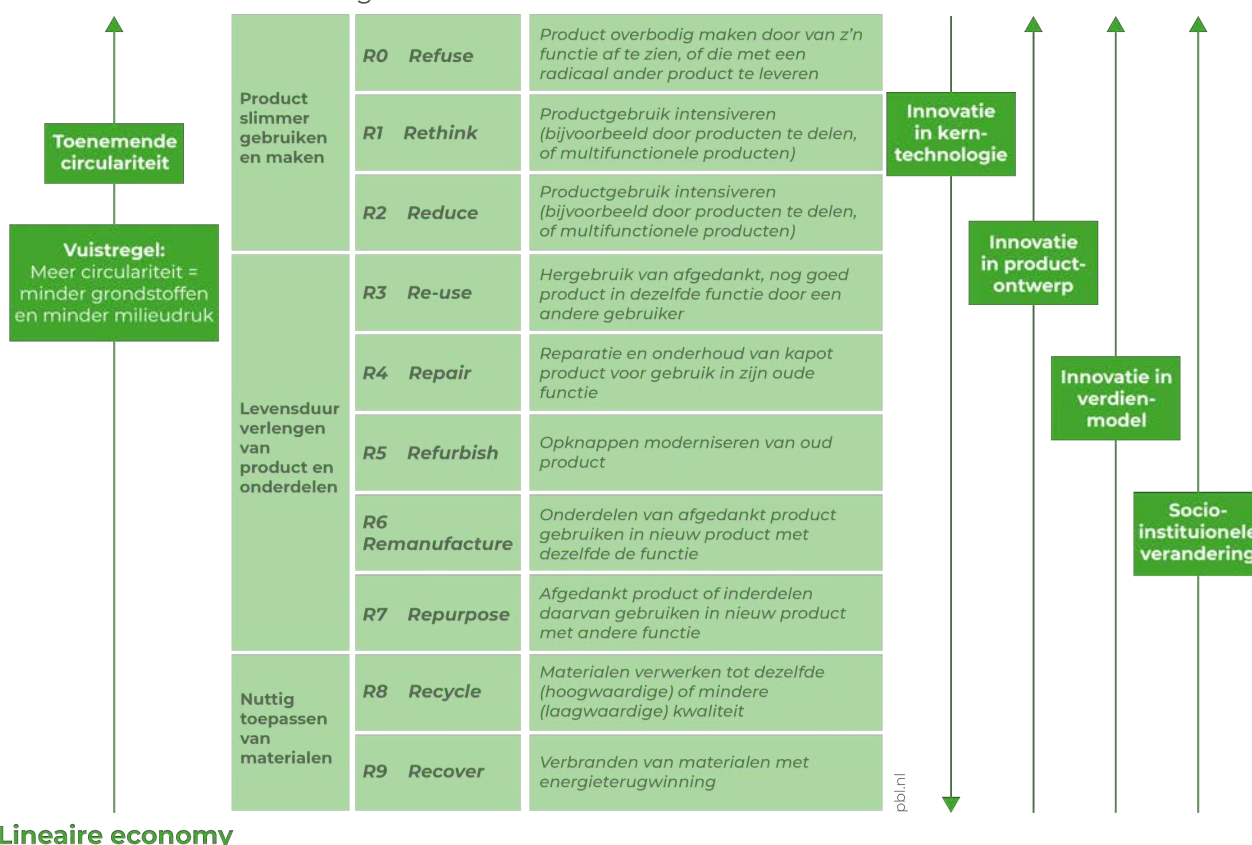 Toenemende
circulariteit
Vuistregel:
Meer circulariteit =
minder grondstoffen
en minder milieudruk
Product
slimmer
gebruiken
en maken
R0 Refuse
Product overbodig maken door van z'n
functie af te zien, of die met een
radicaal ander product te leveren
R1 Rethink
Productgebruik intensiveren
(bijvoorbeeld door producten te delen,
of multifunctionele producten)
R2 Reduce
Productgebruik intensiveren
(bijvoorbeeld door producten te delen,
of multifunctionele producten)
Levensduur
verlengen
van
product en
onderdelen
R3 Re-use
Hergebruik van afgedankt, nog goed
product in dezelfde functie door een
andere gebruiker
R4 Repair
Reparatie en onderhoud van kapot
product voor gebruik in zijn oude
functie
R5 Refurbish
Opknappen moderniseren van oud
product
R6
Remanufacture
Onderdelen van afgedankt product
gebruiken in nieuw product met
dezelfde de functie
R7 Repurpose
Afgedankt product of inderdelen
daarvan gebruiken in nieuw product
met andere functie
Nuttig
toepassen
van
materialen
R8 Recycle
Materialen verwerken tot dezelfde
(hoogwaardige) of mindere
(laagwaardige) kwaliteit
R9 Recover
Verbranden van materialen met
energieterugwinning
pbl.nl
Innovatie
in kern-
technologie
Innovatie
in product-
ontwerp
Innovatie in
verdien-
model
Socio-
instituionele
verandering
Lineaire economy